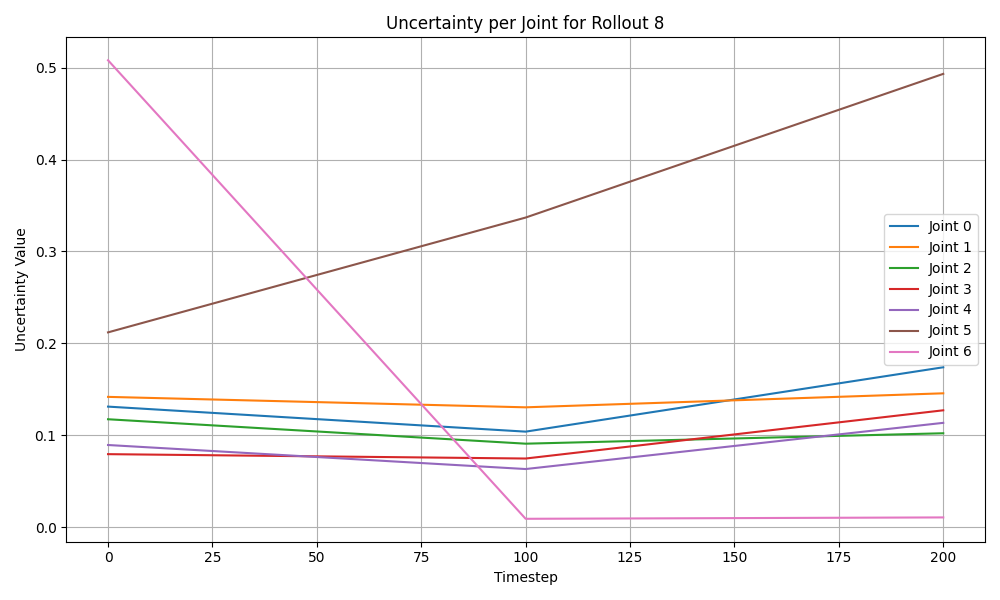 Uncertainty per Joint for Rollout 8
Uncertainty Value
0.5
0.4
0.3
0.2
0.1
0.0
Joint 0
Joint 1
Joint 2
Joint 3
Joint 4
Joint 5
Joint 6
0 25 50 75 100 125 150 175 200
Timestep